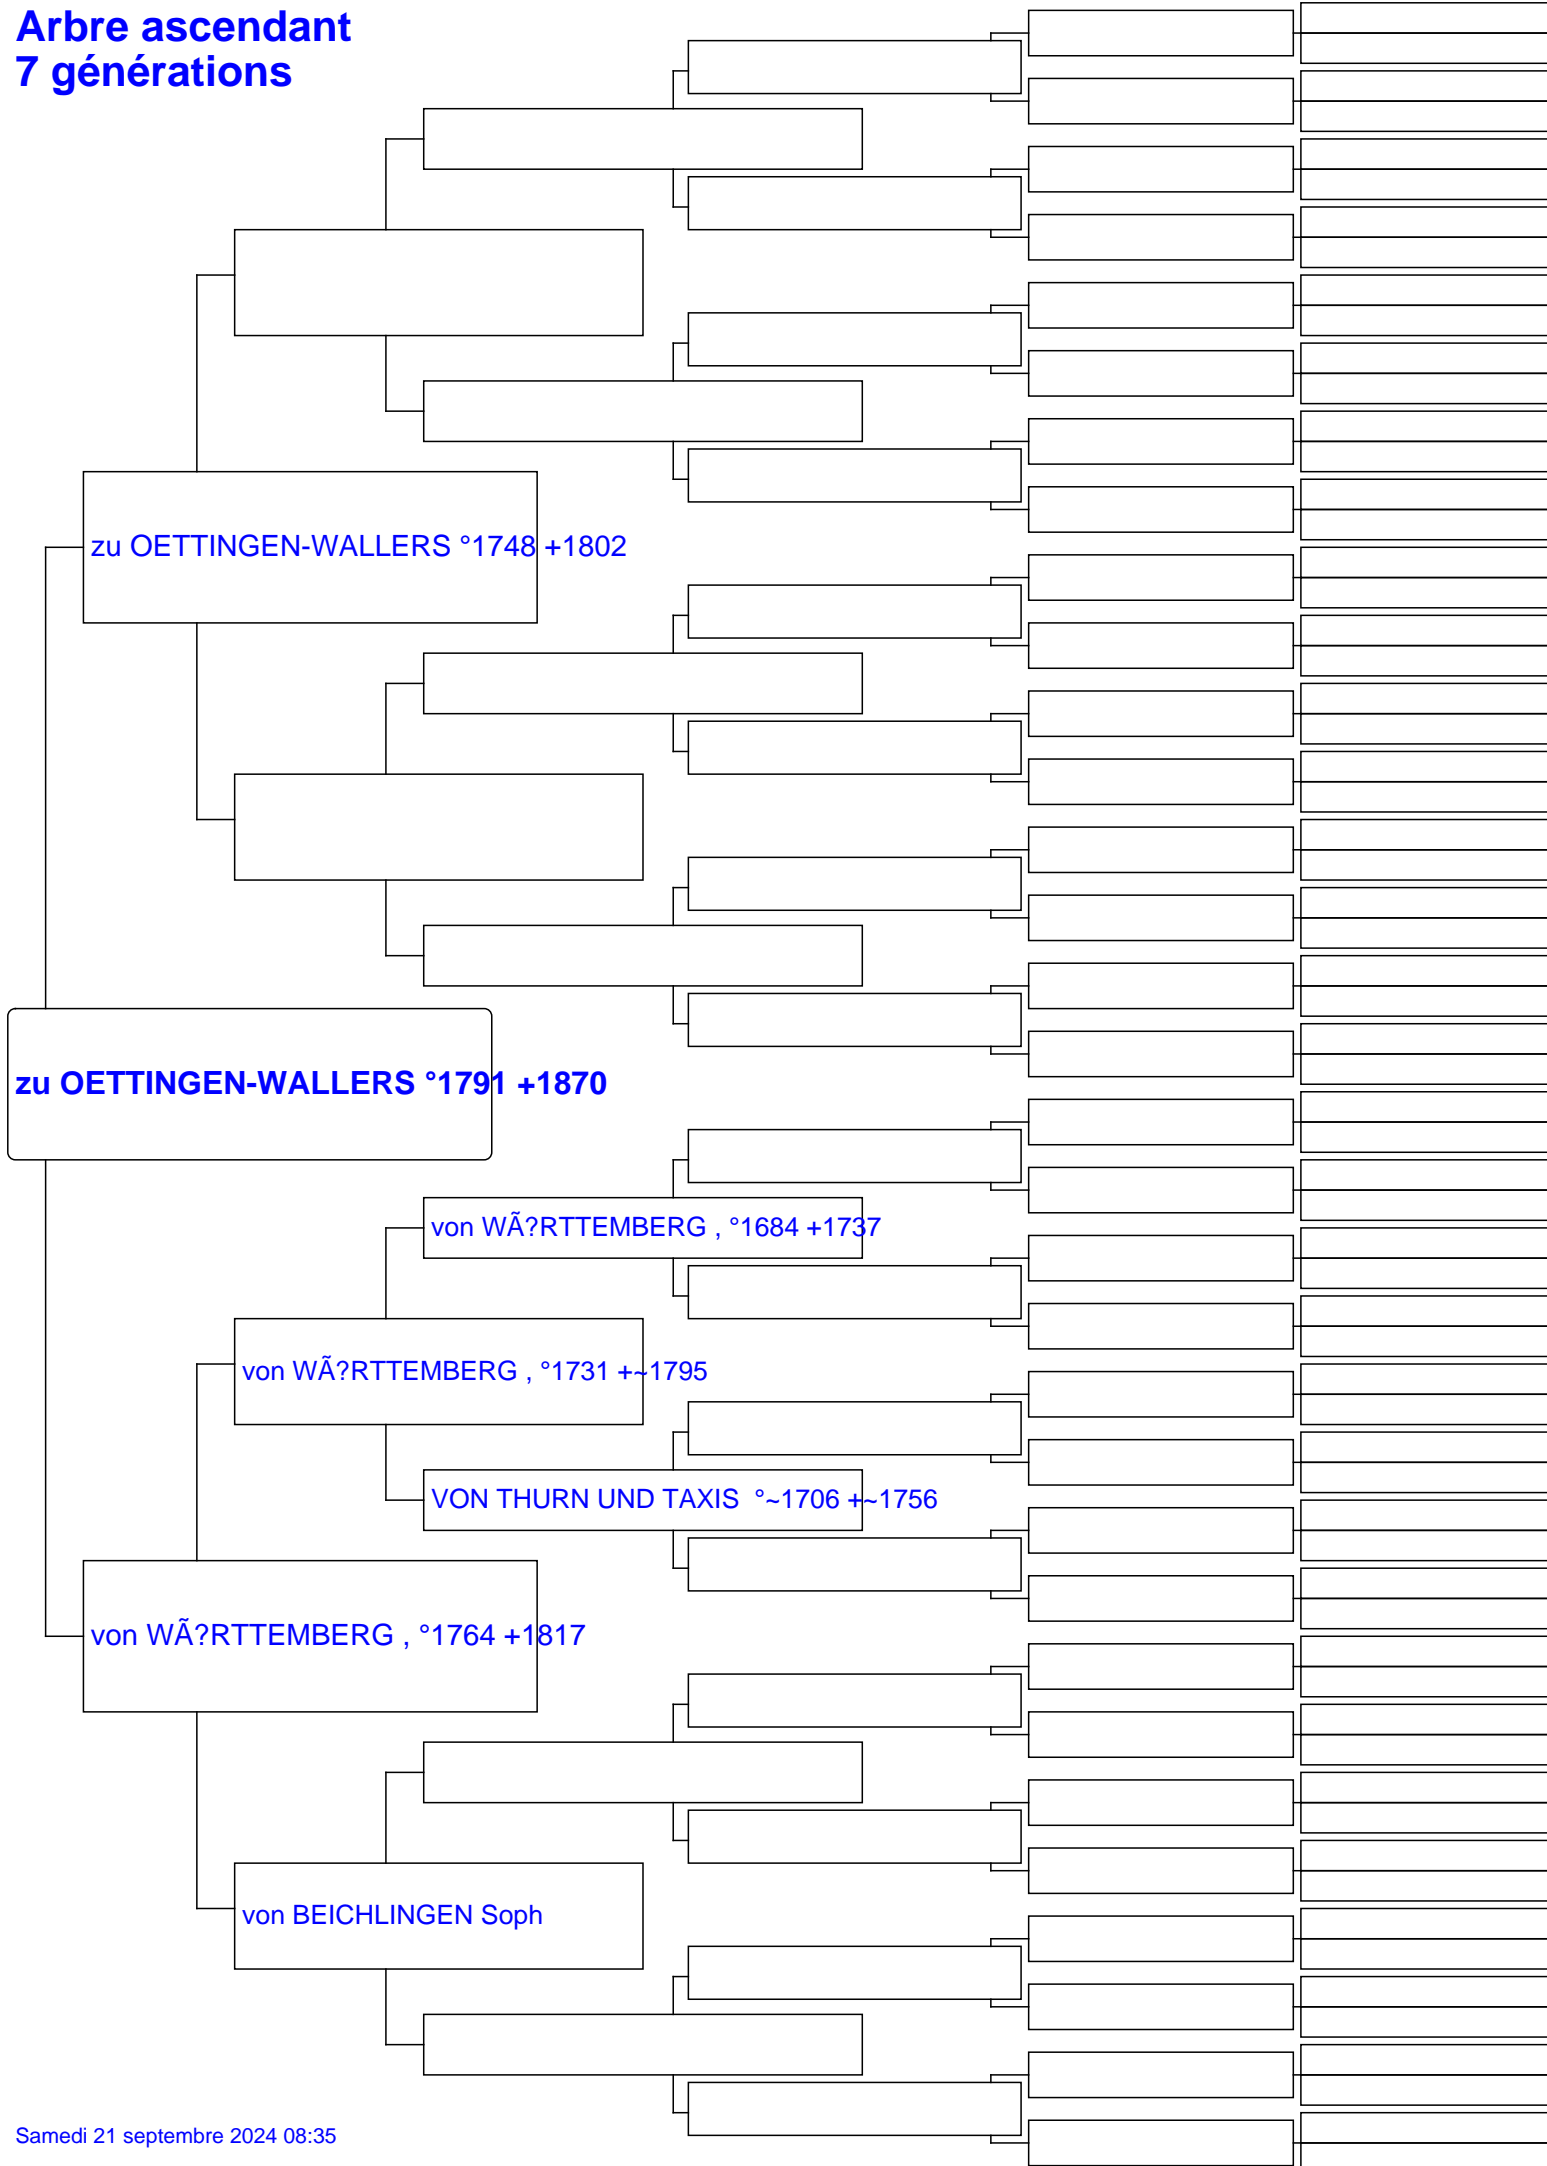 Arbre ascendant
7 générations
zu OETTINGEN-WALLERS °1748 +1802
zu OETTINGEN-WALLERS °1791 +1870
von WÃ?RTTEMBERG , °1684 +1737
von WÃ?RTTEMBERG , °1731 +~1795
VON THURN UND TAXIS °~1706 +~1756
von WÃ?RTTEMBERG , °1764 +1817
von BEICHLINGEN Soph
Samedi 21 septembre 2024 08:35